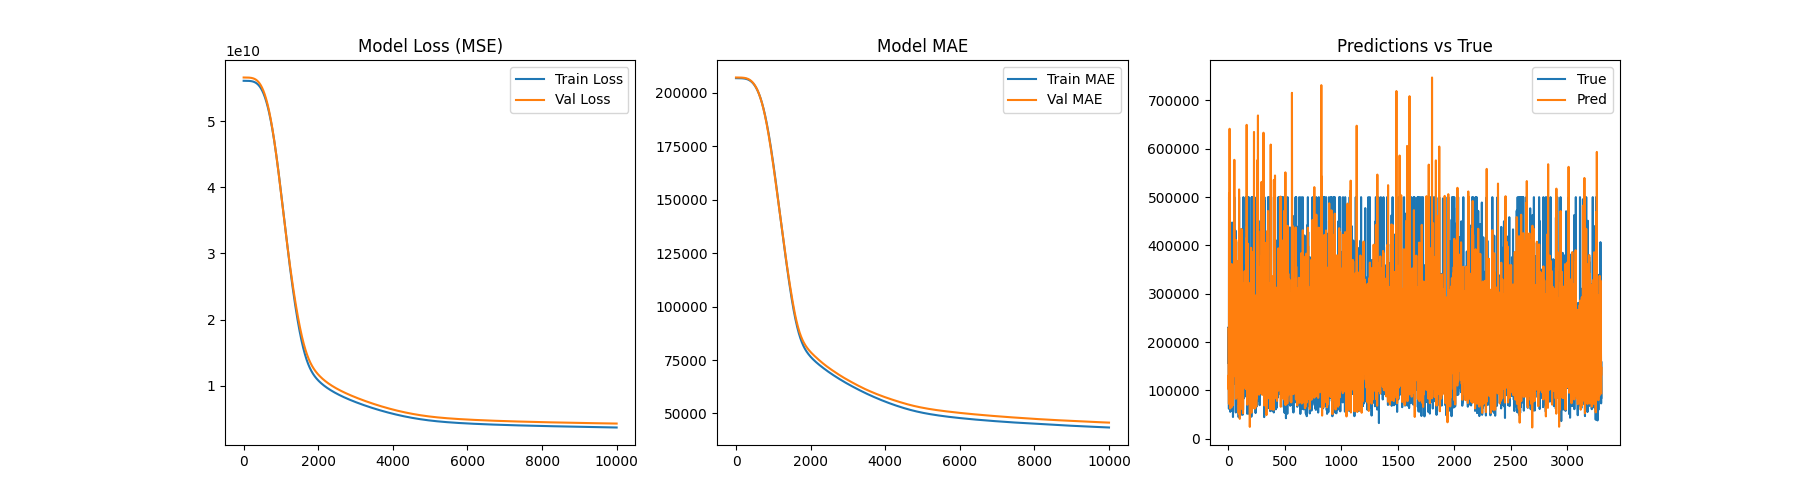 Model Loss (MSE)
1e10
Train Loss
Val Loss
5
4
3
2
1
0 2000 4000 6000 8000 10000
Model MAE
Train MAE
Val MAE
200000
175000
150000
125000
100000
75000
50000
0 2000 4000 6000 8000 10000
Predictions vs True
True
Pred
700000
600000
500000
400000
300000
200000
100000
0
0 500 1000 1500 2000 2500 3000